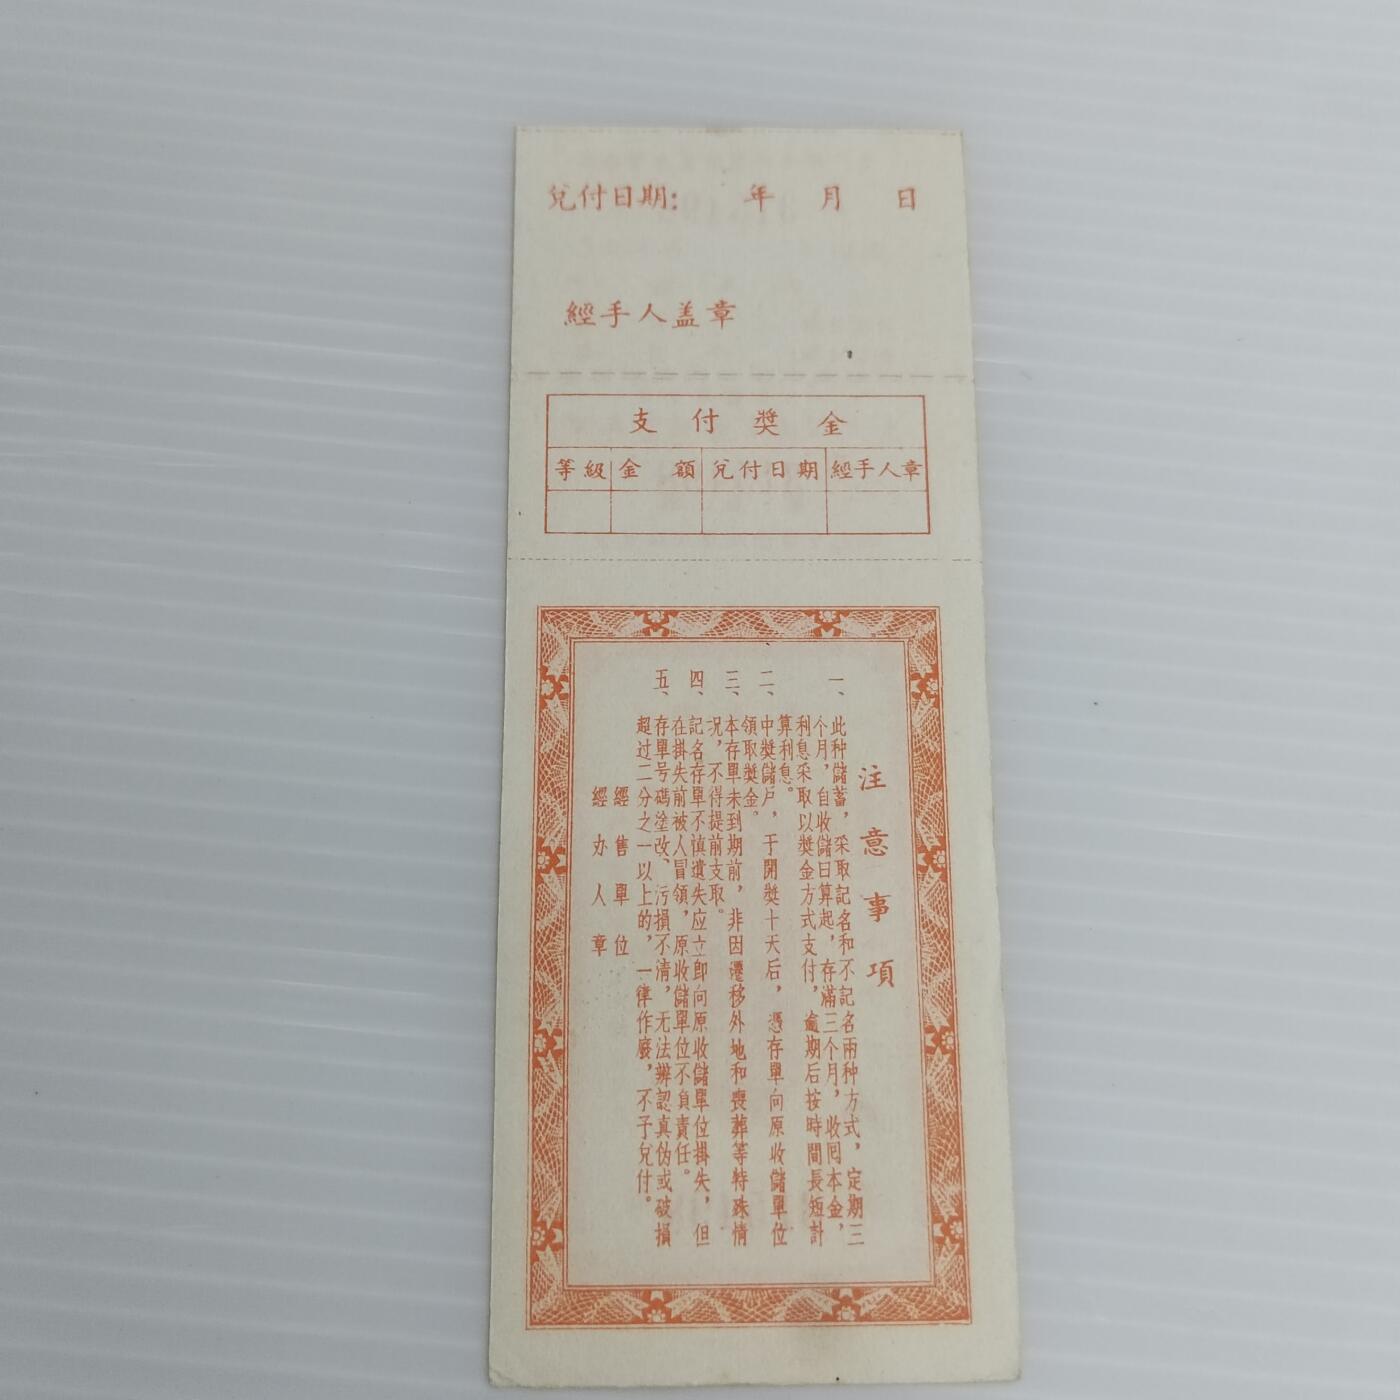 兌付日期: 年 月 日
經手人盖章
支付獎金
等級 金額 兌付日期 經手人章
注意事項
一、此种儲蓄，采取記名和不記名兩种方式，定期三
个月，自收儲日算起，存滿三个月，收囘本金，
利息采取以獎金方式支付，逾期后按時間長短計
算利息。
二、中獎儲戶，于開獎十天后，憑存單向原收儲單位
領取獎金。
三、本存單未到期前，非因遷移外地和喪葬等特殊情
况，不得提前支取。
四、記名存單不慎遺失应立卽向原收儲單位掛失，但
在掛失前被人冒領，原收儲單位不負責任。
五、存單号碼塗改、污損不清，无法辨認真伪或破損
超过二分之一以上的，一律作廢，不予兌付。
經售單位
經办人章